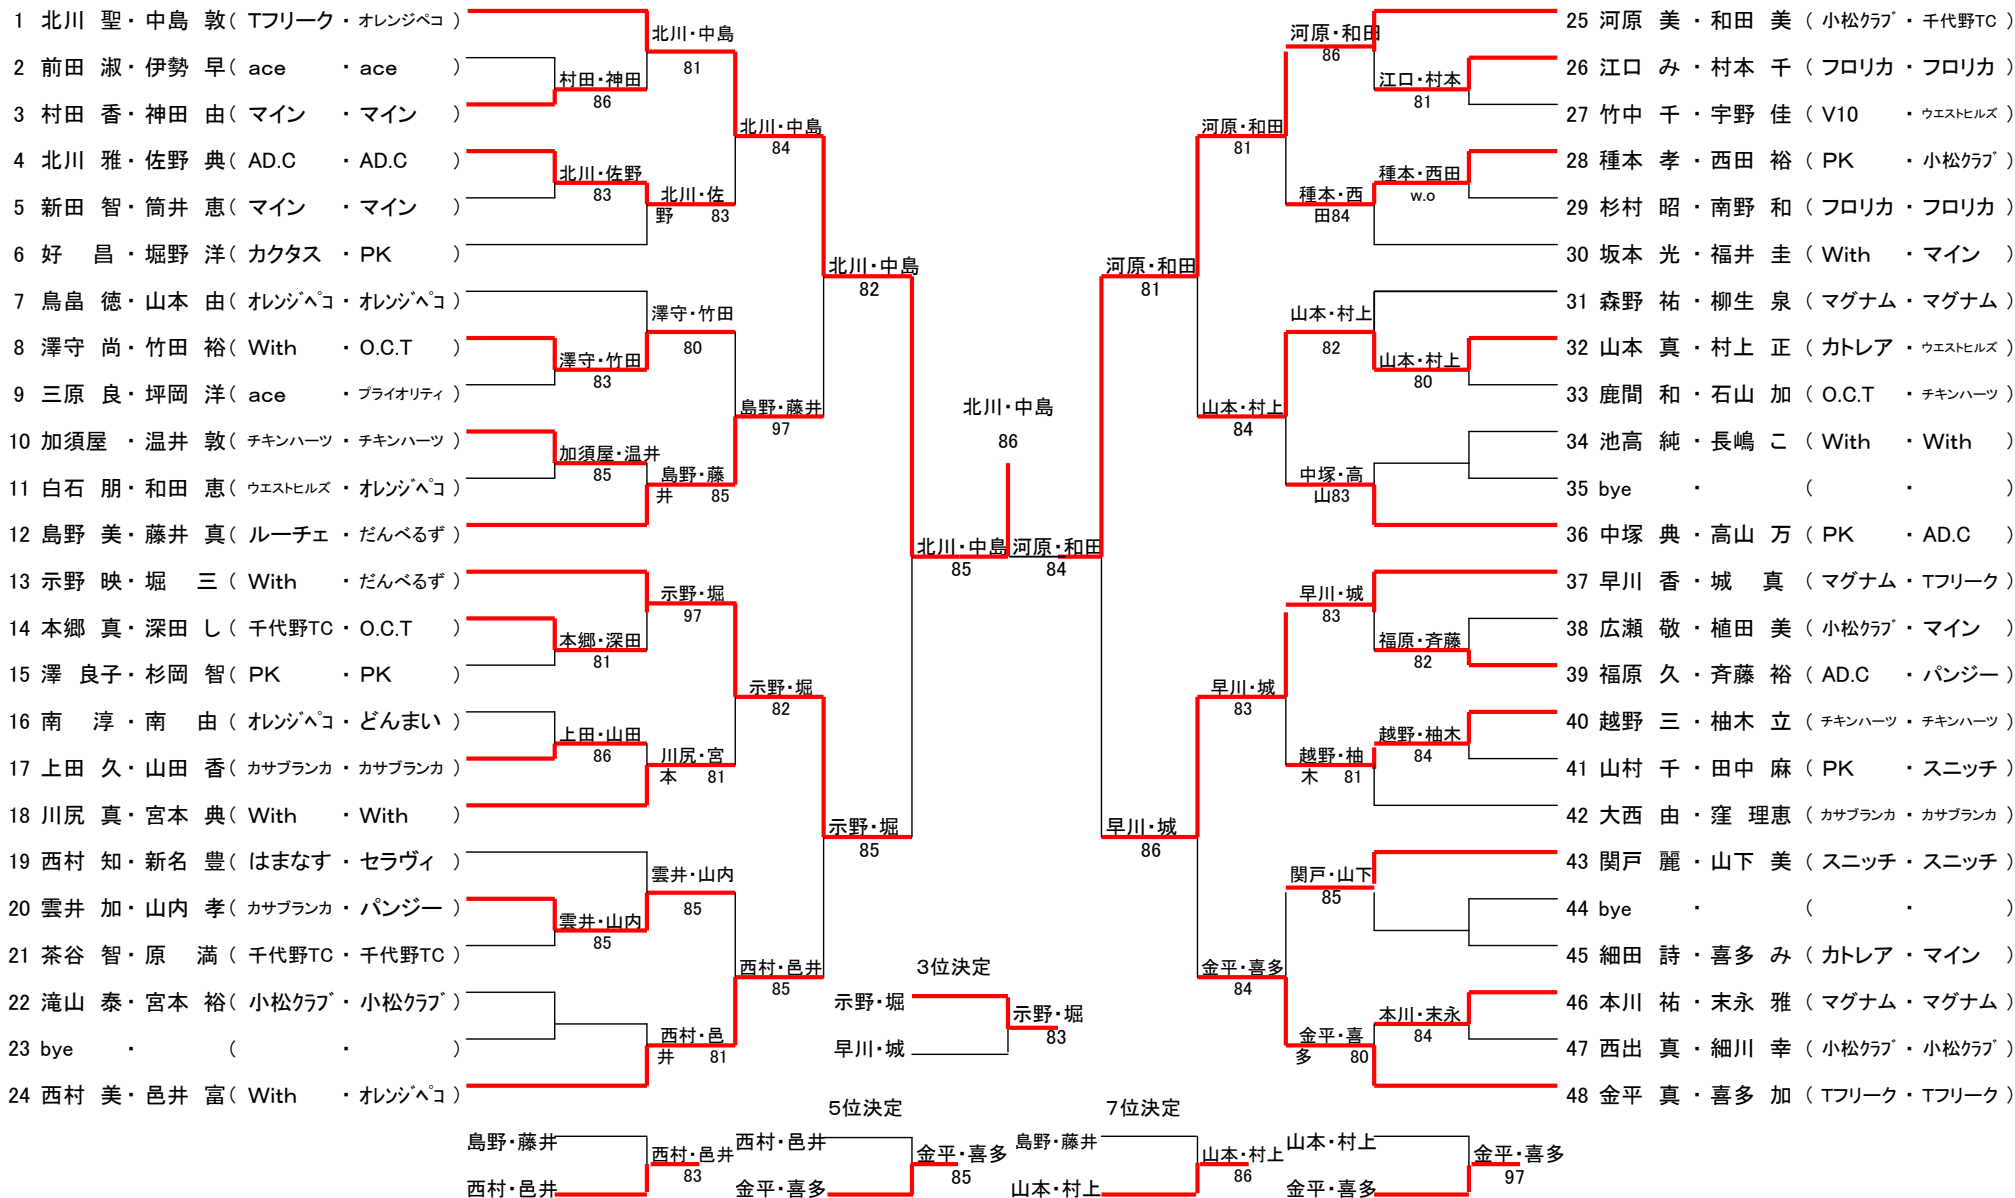 1 北川 聖・中島 敦( Tフリーク ・ オレンジペコ )
2 前田 淑・伊勢 早( ace ・ ace )
3 村田 香・神田 由( マイン ・ マイン )
4 北川 雅・佐野 典( AD.C ・ AD.C )
5 新田 智・筒井 恵( マイン ・ マイン )
6 好 昌・堀野 洋( カクタス ・ PK )
7 鳥畠 徳・山本 由( オレンジペコ ・ オレンジペコ )
8 澤守 尚・竹田 裕( With ・ O.C.T )
9 三原 良・坪岡 洋( ace ・ プライオリティ )
10 加須屋 ・温井 敦( チキンハーツ ・ チキンハーツ )
11 白石 朋・和田 恵( ウエストヒルズ ・ オレンジペコ )
12 島野 美・藤井 真( ルーチェ ・ だんべるず )
13 示野 映・堀 三( With ・ だんべるず )
14 本郷 真・深田 し( 千代野TC ・ O.C.T )
15 澤 良子・杉岡 智( PK ・ PK )
16 南 淳・南 由( オレンジペコ ・ どんまい )
17 上田 久・山田 香( カサブランカ ・ カサブランカ )
18 川尻 真・宮本 典( With ・ With )
19 西村 知・新名 豊( はまなす ・ セラヴィ )
20 雲井 加・山内 孝( カサブランカ ・ パンジー )
21 茶谷 智・原 満( 千代野TC ・ 千代野TC )
22 滝山 泰・宮本 裕( 小松クラブ ・ 小松クラブ )
23 bye ・ ( ・ )
24 西村 美・邑井 富( With ・ オレンジペコ )
村田・神田
86
北川・佐野
83
澤守・竹田
83
加須屋・温井
85
本郷・深田
81
上田・山田
86
雲井・山内
85
北川・中島
81
北川・佐
野 83
澤守・竹田
80
島野・藤
井 85
示野・堀
97
川尻・宮
本 81
雲井・山内
85
西村・邑
井 81
北川・中島
84
島野・藤井
97
示野・堀
82
西村・邑井
85
北川・中島
82
示野・堀
85
北川・中島
85
北川・中島
86
河原・和田
84
河原・和田
81
早川・城
86
河原・和田
81
山本・村上
84
早川・城
83
金平・喜多
84
河原・和田
86
種本・西
田84
山本・村上
82
中塚・高
山83
早川・城
83
越野・柚
木 81
関戸・山下
85
金平・喜
多 80
江口・村本
81
種本・西田
w.o
山本・村上
80
福原・斉藤
82
越野・柚木
84
本川・末永
84
25 河原 美・和田 美( 小松クラブ ・ 千代野TC )
26 江口 み・村本 千( フロリカ ・ フロリカ )
27 竹中 千・宇野 佳( V10 ・ ウエストヒルズ )
28 種本 孝・西田 裕( PK ・ 小松クラブ )
29 杉村 昭・南野 和( フロリカ ・ フロリカ )
30 坂本 光・福井 圭( With ・ マイン )
31 森野 祐・柳生 泉( マグナム ・ マグナム )
32 山本 真・村上 正( カトレア ・ ウエストヒルズ )
33 鹿間 和・石山 加( O.C.T ・ チキンハーツ )
34 池高 純・長嶋 こ( With ・ With )
35 bye ・ ( ・ )
36 中塚 典・高山 万( PK ・ AD.C )
37 早川 香・城 真( マグナム ・ Tフリーク )
38 広瀬 敬・植田 美( 小松クラブ ・ マイン )
39 福原 久・斉藤 裕( AD.C ・ パンジー )
40 越野 三・柚木 立( チキンハーツ ・ チキンハーツ )
41 山村 千・田中 麻( PK ・ スニッチ )
42 大西 由・窪 理恵( カサブランカ ・ カサブランカ )
43 関戸 麗・山下 美( スニッチ ・ スニッチ )
44 bye ・ ( ・ )
45 細田 詩・喜多 み( カトレア ・ マイン )
46 本川 祐・末永 雅( マグナム ・ マグナム )
47 西出 真・細川 幸( 小松クラブ ・ 小松クラブ )
48 金平 真・喜多 加( Tフリーク ・ Tフリーク )
3位決定
示野・堀
早川・城
示野・堀
83
5位決定
島野・藤井
西村・邑井
西村・邑井
83
西村・邑井
金平・喜多
金平・喜多
85
7位決定
島野・藤井
山本・村上
山本・村上
86
山本・村上
金平・喜多
金平・喜多
97